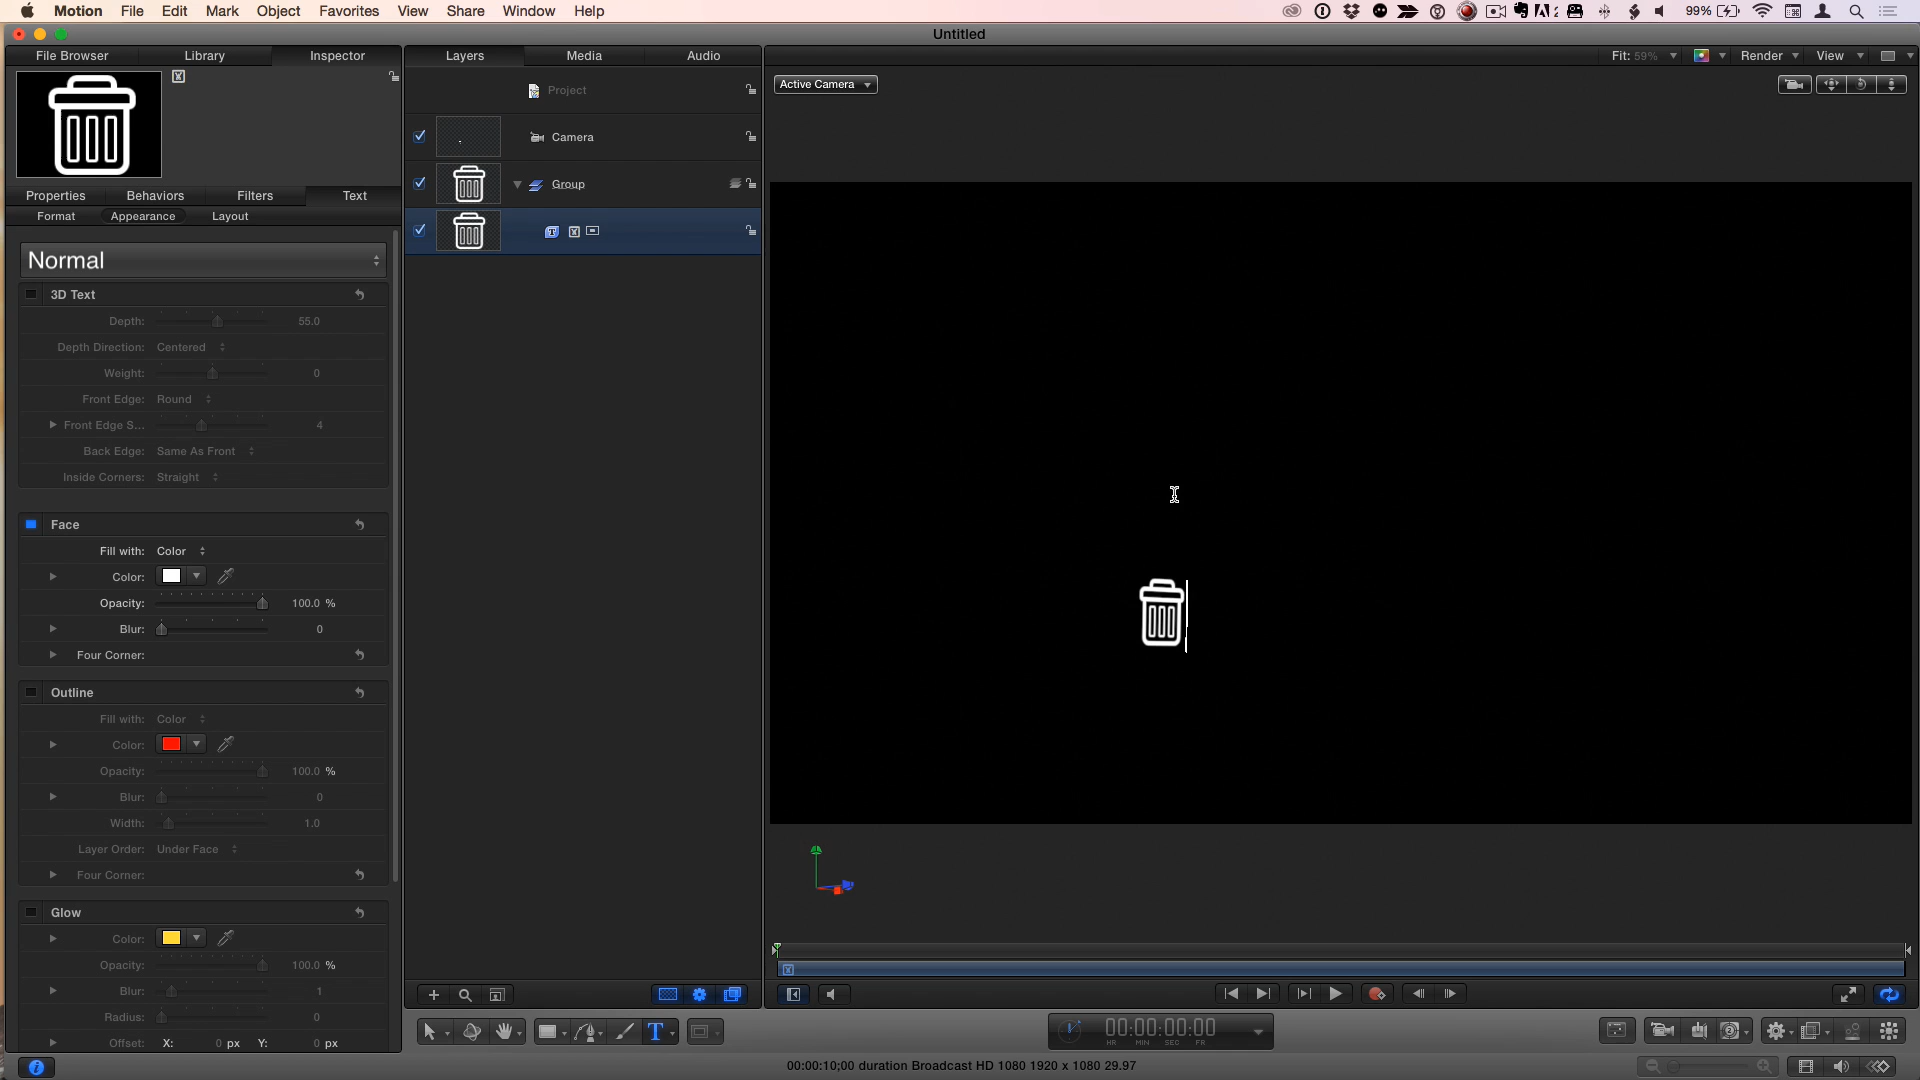 Motion File Edit Mark Object Favorites View Share Window Help 2 99%
Untitled
File Browser Library Inspector Layers Media Audio Fit: 59% Render View
Active Camera
Project
Camera
Group
Properties Behaviors Filters Text
Format Appearance Layout
Normal
3D Text
Depth: 55.0
Depth Direction: Centered
Weight: 0
Front Edge: Round
Front Edge S... 4
Back Edge: Same As Front
Inside Corners: Straight
Face
Fill with: Color
Color:
Opacity: 100.0 %
Blur: 0
Four Corner:
Outline
Fill with: Color
Color:
Opacity: 100.0 %
Blur: 0
Width: 1.0
Layer Order: Under Face
Four Corner:
Glow
Color:
Opacity: 100.0 %
Blur: 1
Radius: 0
Offset: X: 0 px Y: 0 px
T
00:00:00:00
HR MIN SEC FR
00:00:10;00 duration Broadcast HD 1080 1920 x 1080 29.97